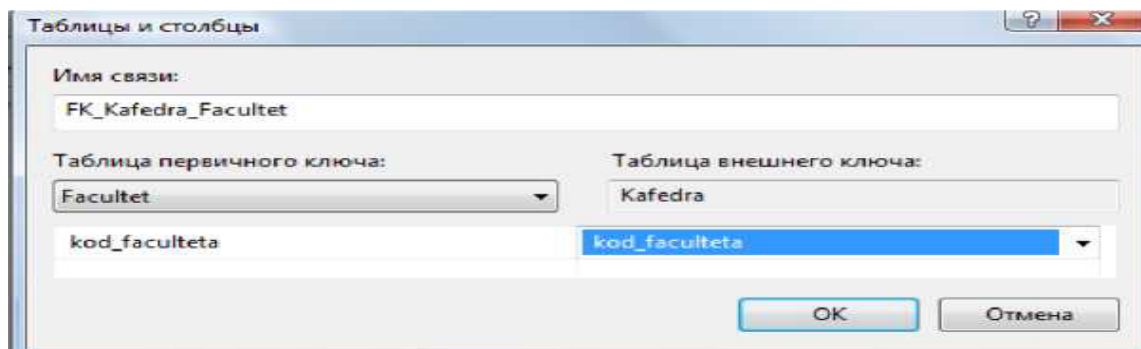 Таблицы и столбцы
Имя связи:
FK_Kafedra_Facultet
Таблица первичного ключа: Таблица внешнего ключа:
Facultet Kafedra
kod_faculteta kod_faculteta
OK Отмена